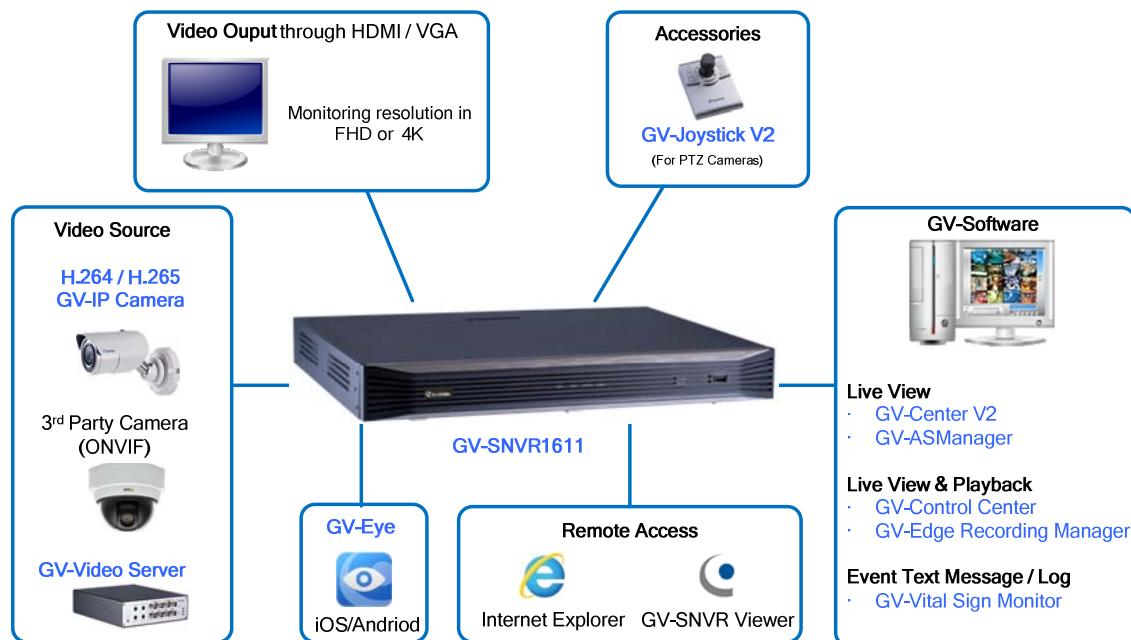 Video Ouput through HDMI / VGA
Monitoring resolution in
FHD or 4K
Accessories
GV-Joystick V2
(For PTZ Cameras)
Video Source
H.264 / H.265
GV-IP Camera
3rd Party Camera
(ONVIF)
GV-Video Server
GV-SNVR1611
GV-Eye
iOS/Andriod
Remote Access
Internet Explorer GV-SNVR Viewer
GV-Software
Live View
· GV-Center V2
· GV-ASManager
Live View & Playback
· GV-Control Center
· GV-Edge Recording Manager
Event Text Message / Log
· GV-Vital Sign Monitor